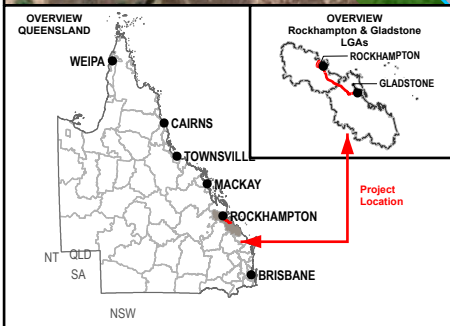 OVERVIEW
QUEENSLAND
WEIPA
CAIRNS
TOWNSVILLE
MACKAY
ROCKHAMPTON
BRISBANE
NT
QLD
SA
NSW
OVERVIEW
Rockhampton & Gladstone
LGAs
ROCKHAMPTON
GLADSTONE
Project
Location